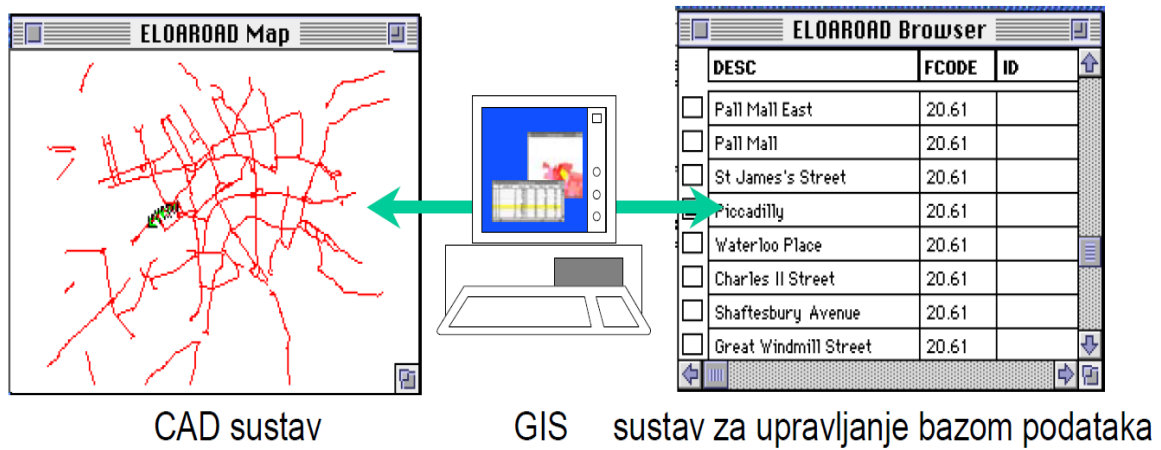 ELOAROAD Map
ELOAROAD Browser
DESC FCODE ID
Pall Mall East 20.61
Pall Mall 20.61
St James's Street 20.61
Piccadilly 20.61
Waterloo Place 20.61
Charles II Street 20.61
Shaftesbury Avenue 20.61
Great Windmill Street 20.61
CAD sustav GIS sustav za upravljanje bazom podataka